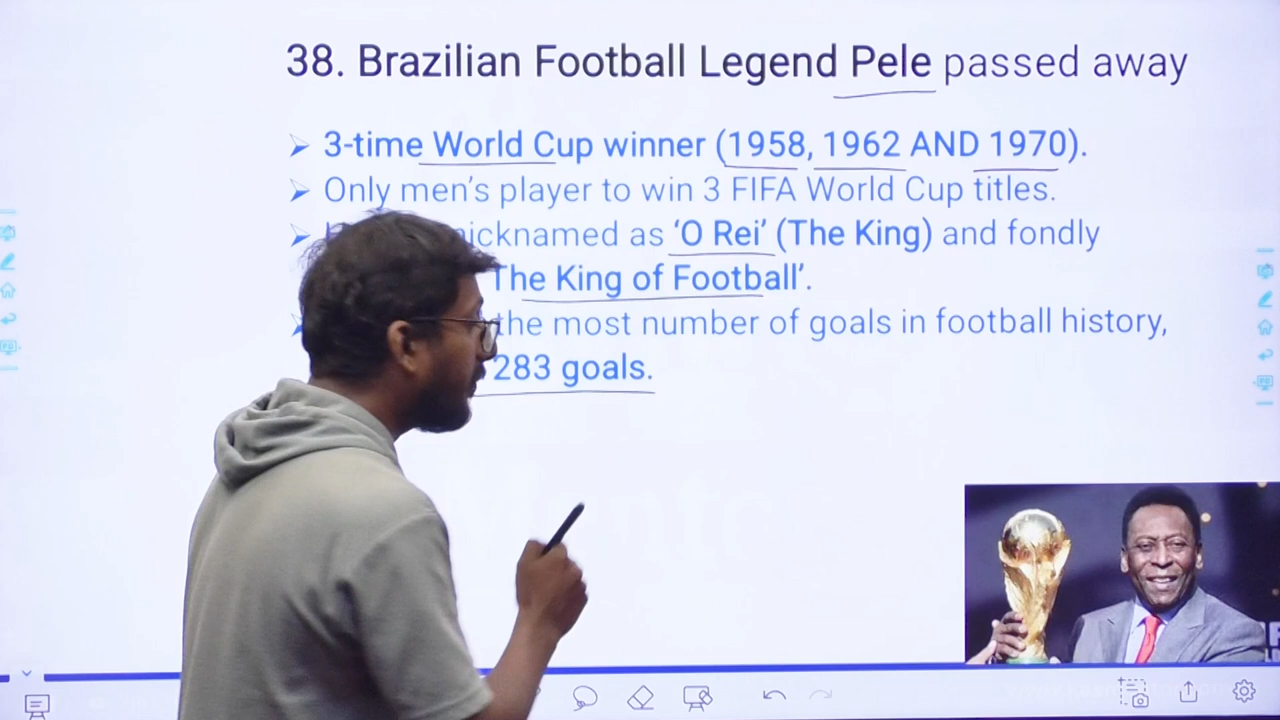 38. Brazilian Football Legend Pele passed away
3-time World Cup winner (1958, 1962 AND 1970).
Only men's player to win 3 FIFA World Cup titles.
nicknamed as 'O Rei' (The King) and fondly
The King of Football'.
the most number of goals in football history,
283 goals.